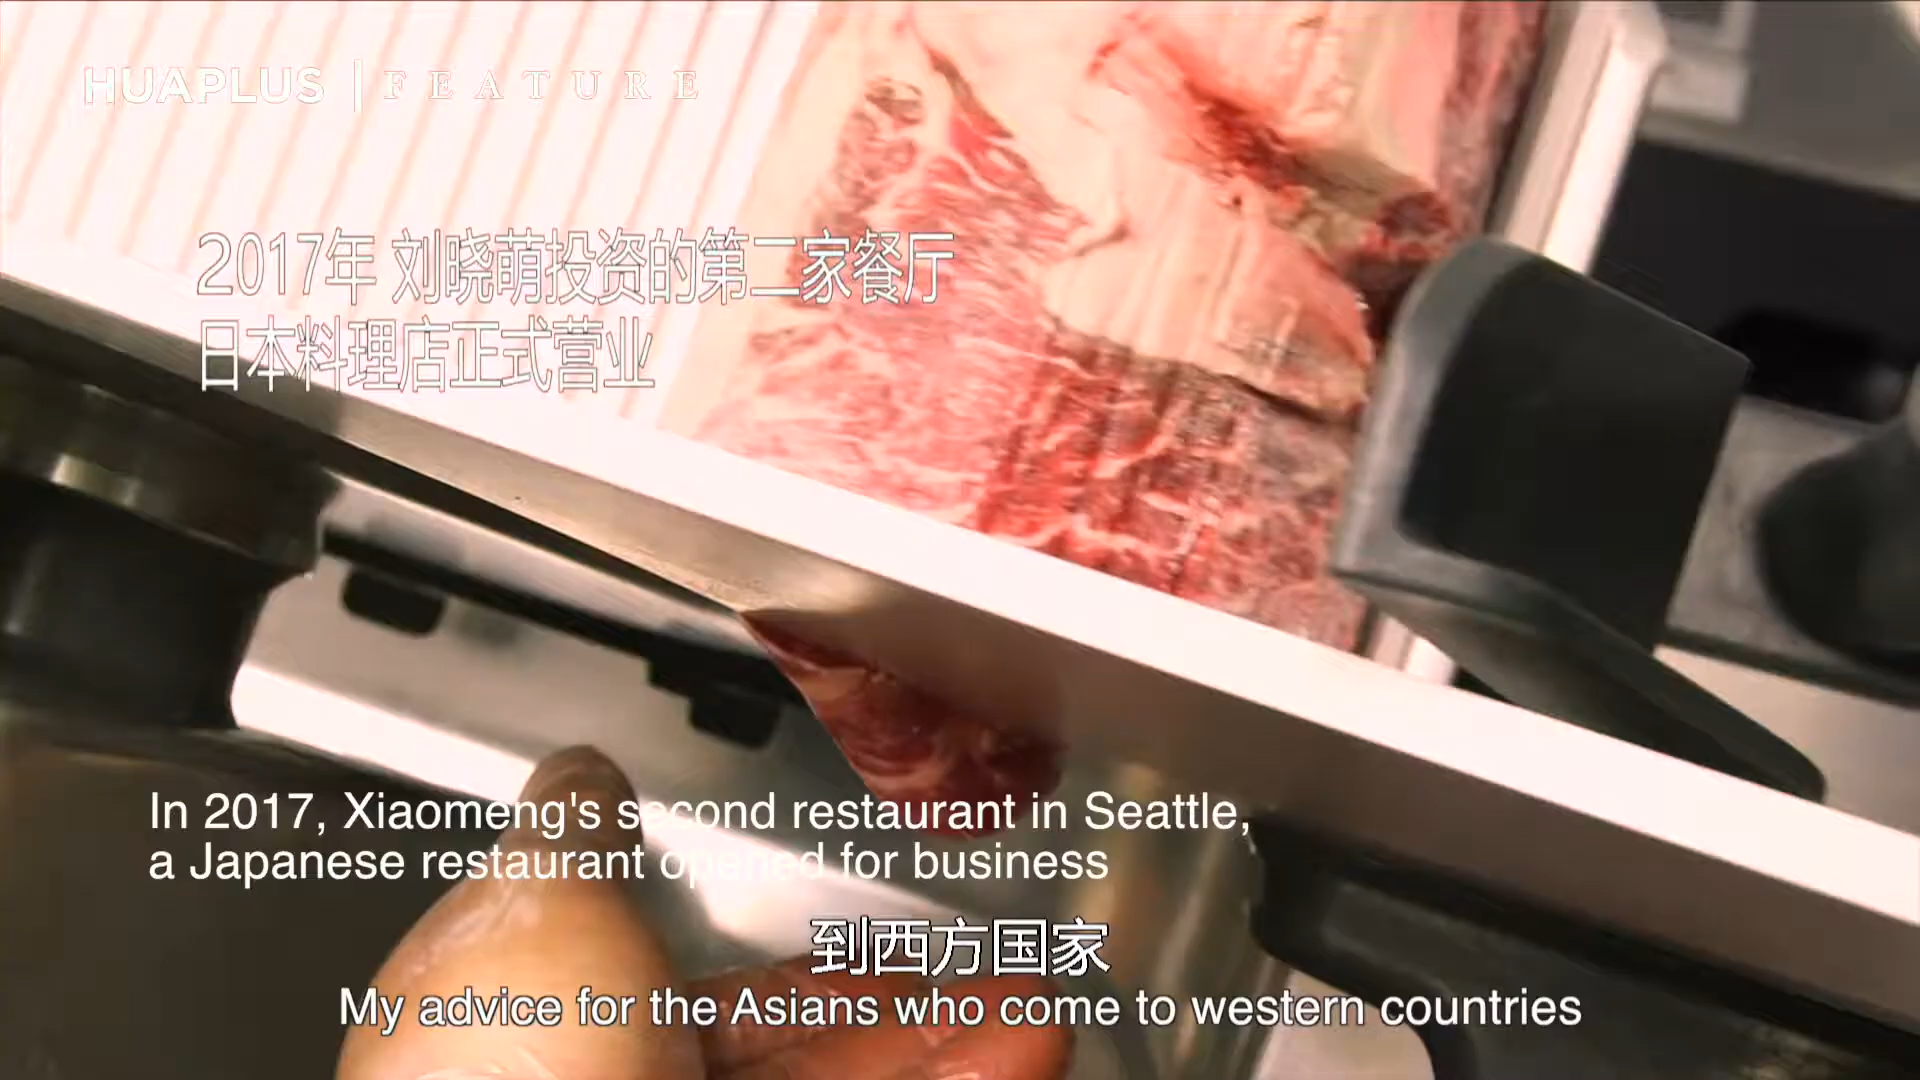 HUAPLUS | FEATURE
2017年 刘晓萌投资的第二家餐厅
日本料理店正式营业
In 2017, Xiaomeng's second restaurant in Seattle,
a Japanese restaurant opened for business
到西方国家
My advice for the Asians who come to western countries